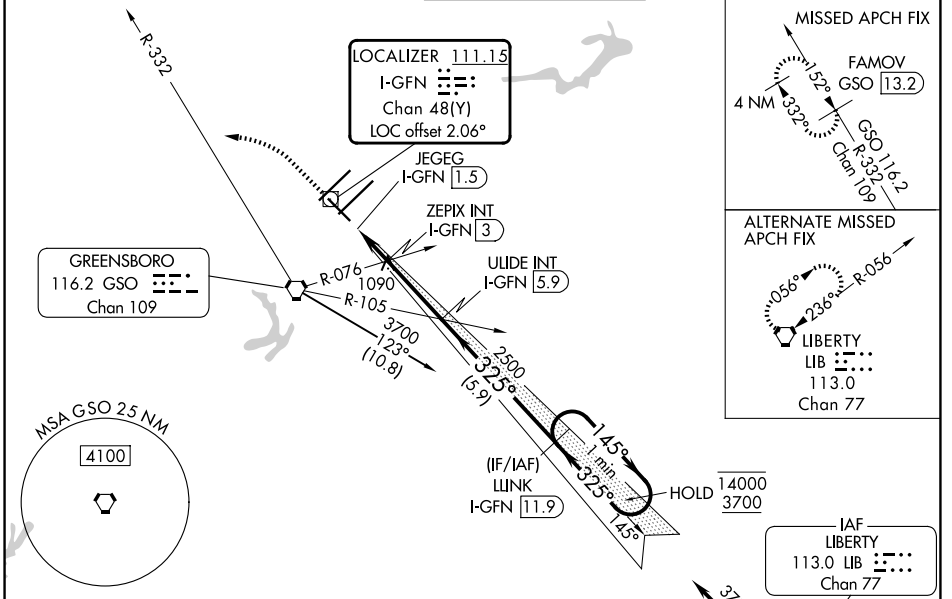 R-332
LOCALIZER 111.15
I-GFN
Chan 48(Y)
LOC offset 2.06°
JEGEG
I-GFN 1.5
ZEPIX INT
I-GFN 3
ULIDE INT
I-GFN 5.9
GREENSBORO
116.2 GSO
Chan 109
R-076
1090
R-105
3700
123°
(10.8)
2500
325°
(5.9)
MSA GSO 25 NM
4100
145°
1 min
325°
145°
(IF/IAF)
LLINK
I-GFN 11.9
HOLD
14000
3700
IAF
LIBERTY
113.0 LIB
Chan 77
MISSED APCH FIX
FAMOV
GSO 13.2
152°
332°
4 NM
GSO 116.2
R-332
Chan 109
ALTERNATE MISSED
APCH FIX
056°
236°
R-056
LIBERTY
LIB
113.0
Chan 77